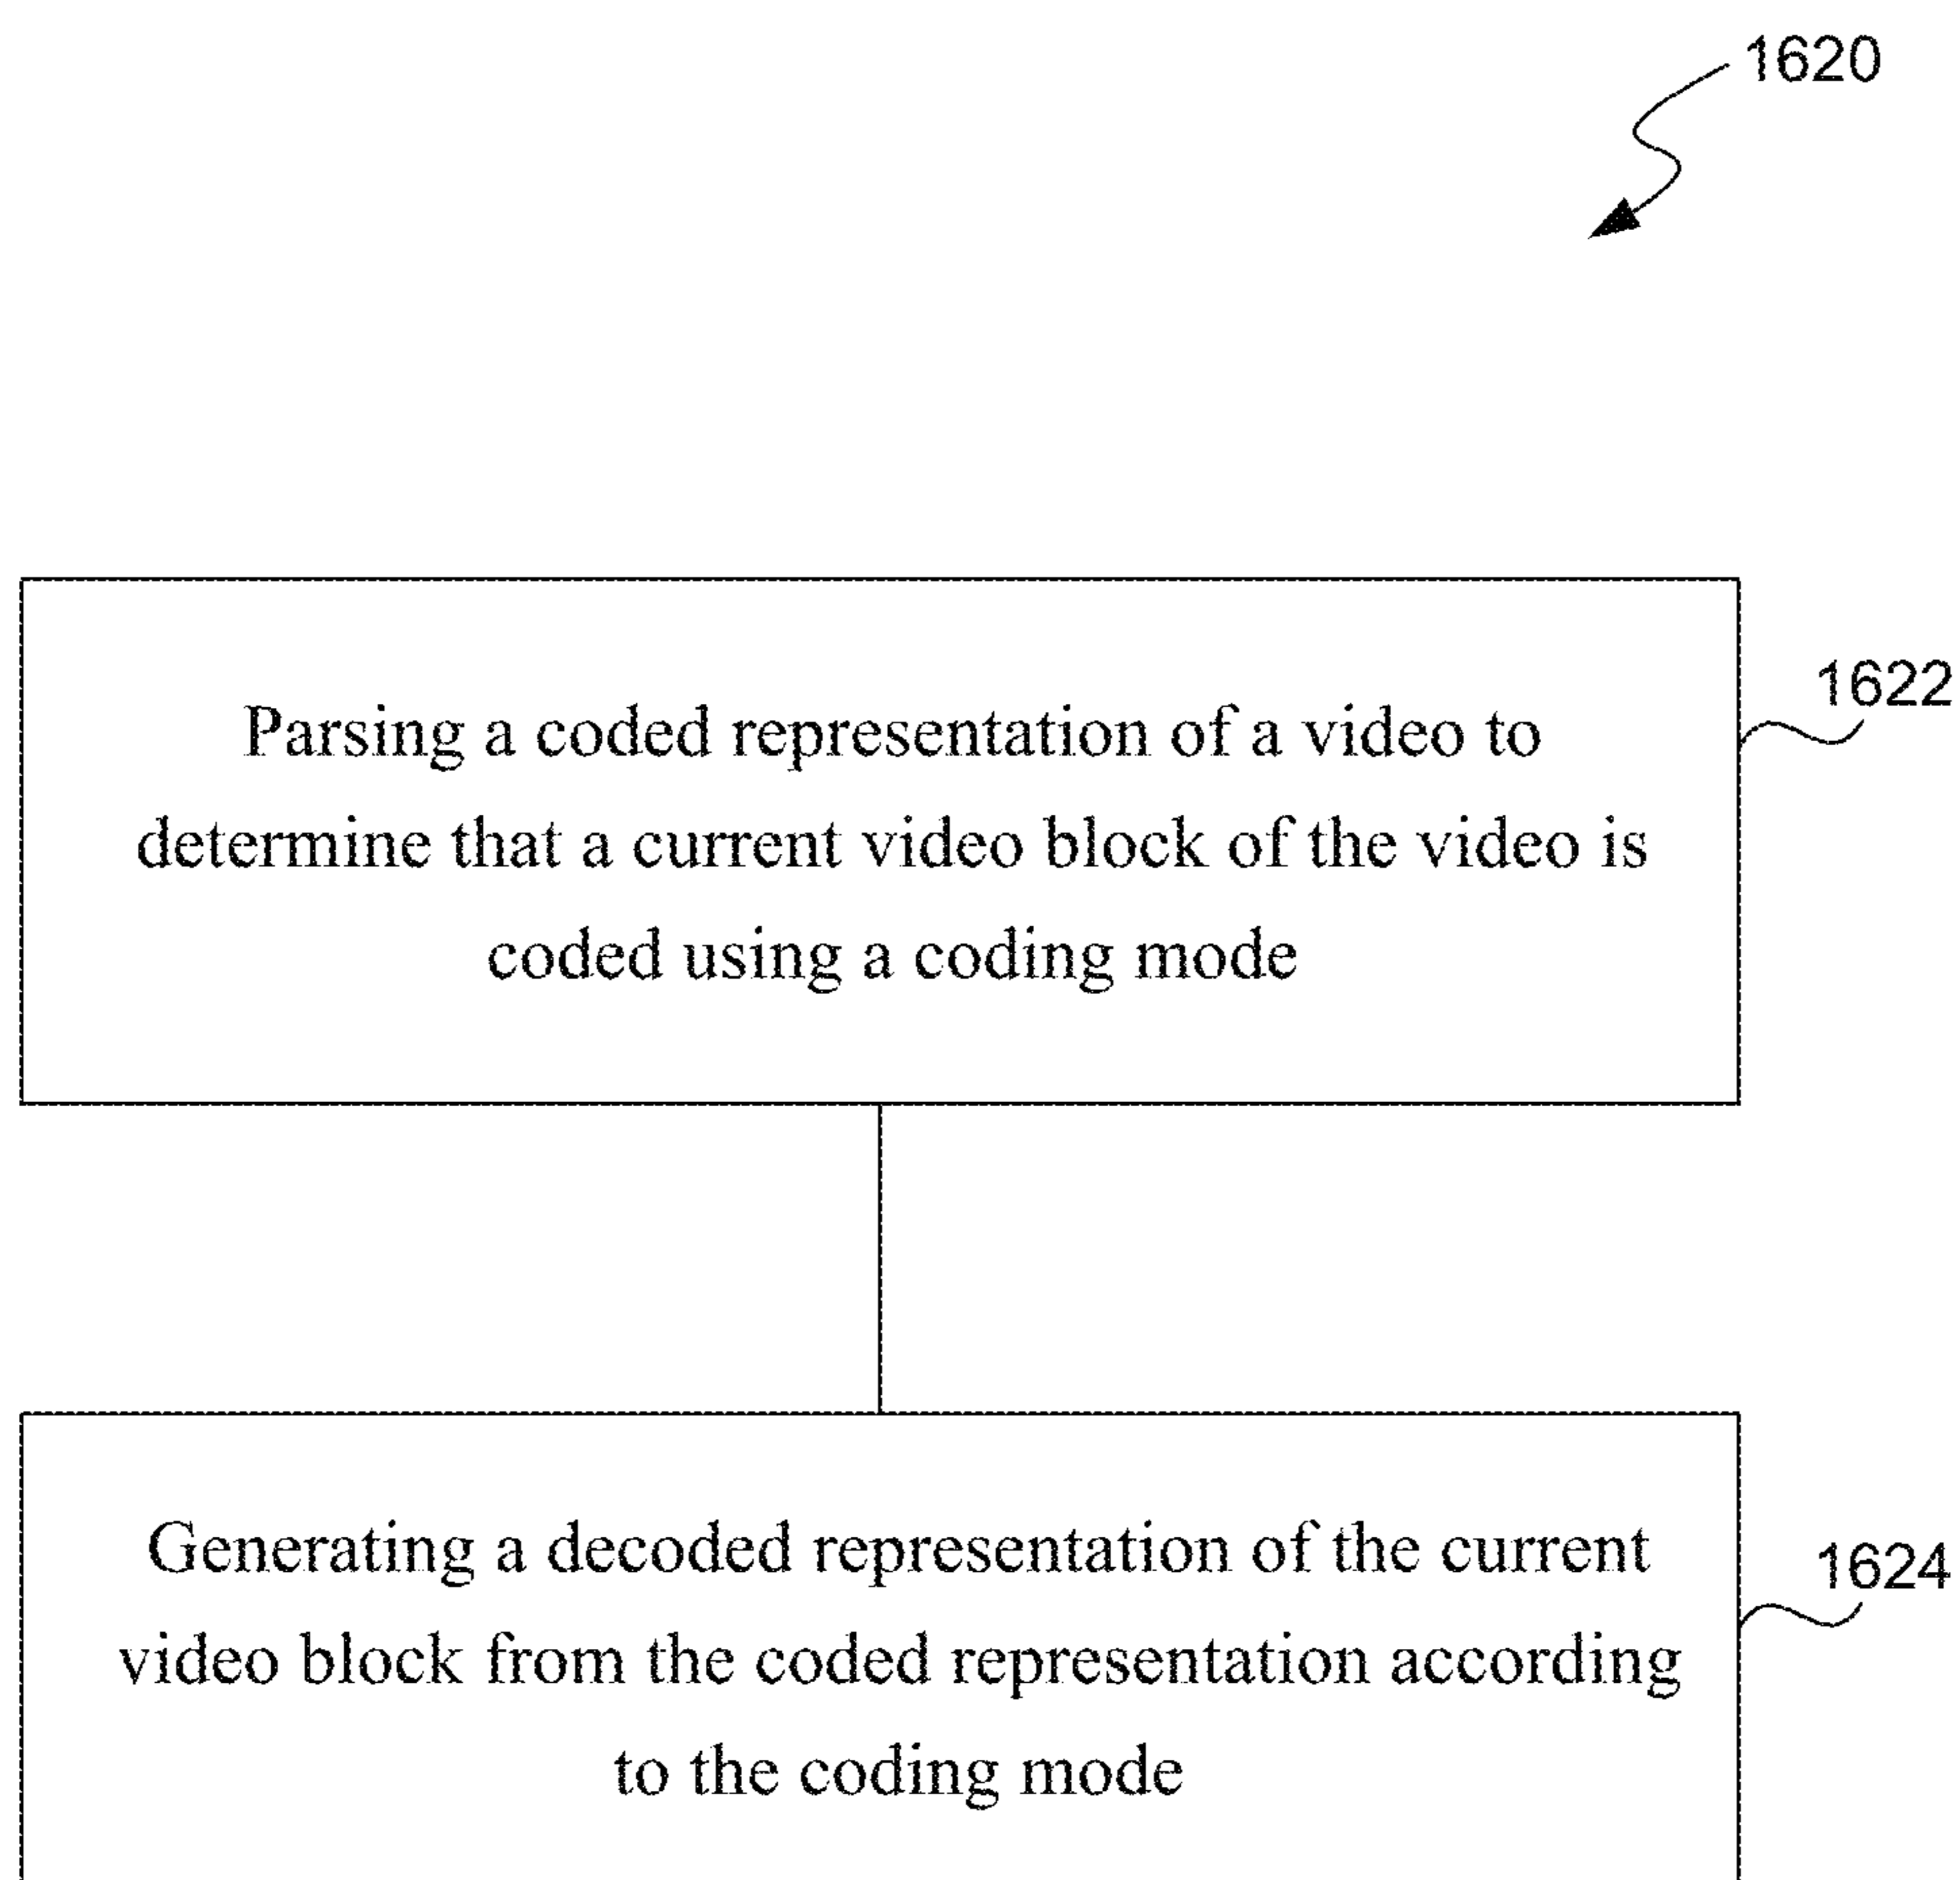 1620
Parsing a coded representation of a video to
1622
determine that a current video block of the video is
coded using a coding mode
Generating a decoded representation of the current
1624
video block from the coded representation according
to the coding mode